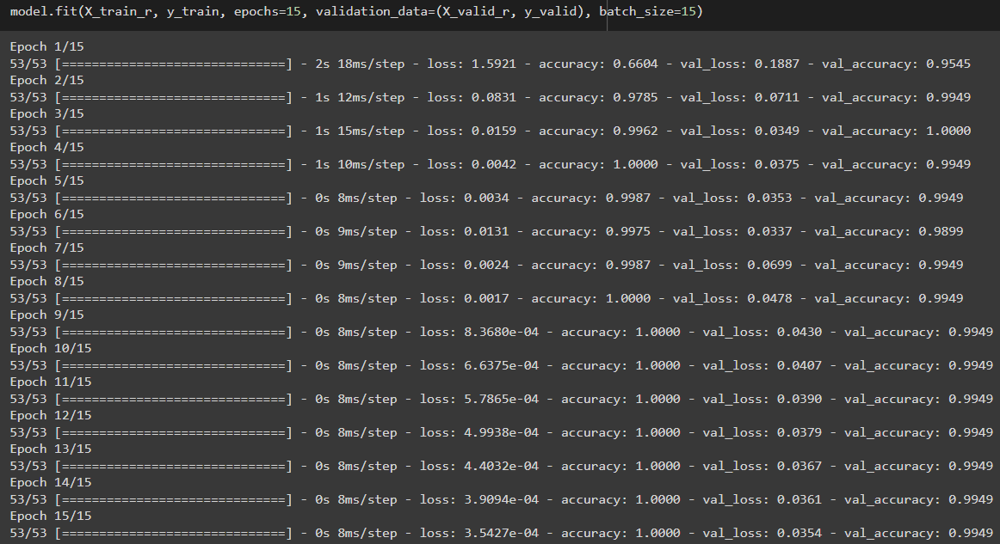 model.fit(X_train_r, y_train, epochs=15, validation_data=(X_valid_r, y_valid), batch_size=15)
Epoch 1/15
53/53 [==============================] - 2s 18ms/step - loss: 1.5921 - accuracy: 0.6604 - val_loss: 0.1887 - val_accuracy: 0.9545
Epoch 2/15
53/53 [==============================] - 1s 12ms/step - loss: 0.0831 - accuracy: 0.9785 - val_loss: 0.0711 - val_accuracy: 0.9949
Epoch 3/15
53/53 [==============================] - 1s 15ms/step - loss: 0.0159 - accuracy: 0.9962 - val_loss: 0.0349 - val_accuracy: 1.0000
Epoch 4/15
53/53 [==============================] - 1s 10ms/step - loss: 0.0042 - accuracy: 1.0000 - val_loss: 0.0375 - val_accuracy: 0.9949
Epoch 5/15
53/53 [==============================] - 0s 8ms/step - loss: 0.0034 - accuracy: 0.9987 - val_loss: 0.0353 - val_accuracy: 0.9949
Epoch 6/15
53/53 [==============================] - 0s 9ms/step - loss: 0.0131 - accuracy: 0.9975 - val_loss: 0.0337 - val_accuracy: 0.9899
Epoch 7/15
53/53 [==============================] - 0s 9ms/step - loss: 0.0024 - accuracy: 0.9987 - val_loss: 0.0699 - val_accuracy: 0.9949
Epoch 8/15
53/53 [==============================] - 0s 8ms/step - loss: 0.0017 - accuracy: 1.0000 - val_loss: 0.0478 - val_accuracy: 0.9949
Epoch 9/15
53/53 [==============================] - 0s 8ms/step - loss: 8.3680e-04 - accuracy: 1.0000 - val_loss: 0.0430 - val_accuracy: 0.9949
Epoch 10/15
53/53 [==============================] - 0s 8ms/step - loss: 6.6375e-04 - accuracy: 1.0000 - val_loss: 0.0407 - val_accuracy: 0.9949
Epoch 11/15
53/53 [==============================] - 0s 8ms/step - loss: 5.7865e-04 - accuracy: 1.0000 - val_loss: 0.0390 - val_accuracy: 0.9949
Epoch 12/15
53/53 [==============================] - 0s 8ms/step - loss: 4.9938e-04 - accuracy: 1.0000 - val_loss: 0.0379 - val_accuracy: 0.9949
Epoch 13/15
53/53 [==============================] - 0s 8ms/step - loss: 4.4032e-04 - accuracy: 1.0000 - val_loss: 0.0367 - val_accuracy: 0.9949
Epoch 14/15
53/53 [==============================] - 0s 8ms/step - loss: 3.9094e-04 - accuracy: 1.0000 - val_loss: 0.0361 - val_accuracy: 0.9949
Epoch 15/15
53/53 [==============================] - 0s 8ms/step - loss: 3.5427e-04 - accuracy: 1.0000 - val_loss: 0.0354 - val_accuracy: 0.9949